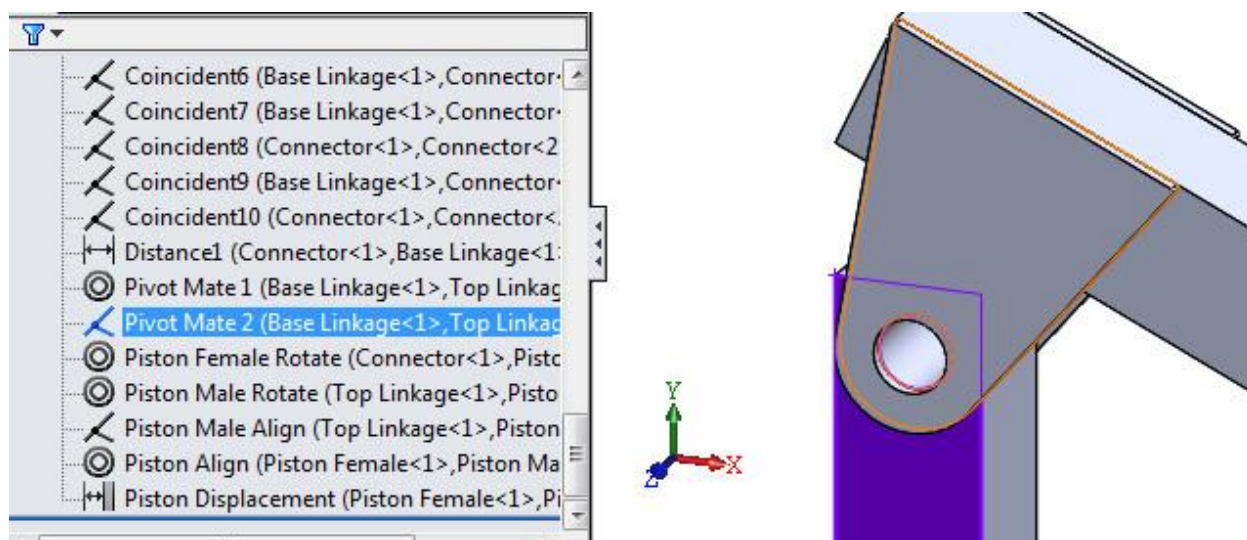 Coincident6 (Base Linkage<1>,Connector<
Coincident7 (Base Linkage<1>,Connector
Coincident8 (Connector<1>,Connector<2
Coincident9 (Base Linkage<1>,Connector
Coincident10 (Connector<1>,Connector<
Distance1 (Connector<1>,Base Linkage<1
Pivot Mate 1 (Base Linkage<1>,Top Linkag
Pivot Mate 2 (Base Linkage<1>,Top Linkag
Piston Female Rotate (Connector<1>,Pisto
Piston Male Rotate (Top Linkage<1>,Pisto
Piston Male Align (Top Linkage<1>,Piston
Piston Align (Piston Female<1>,Piston Ma
Piston Displacement (Piston Female<1>,Pi
Y
X
Z